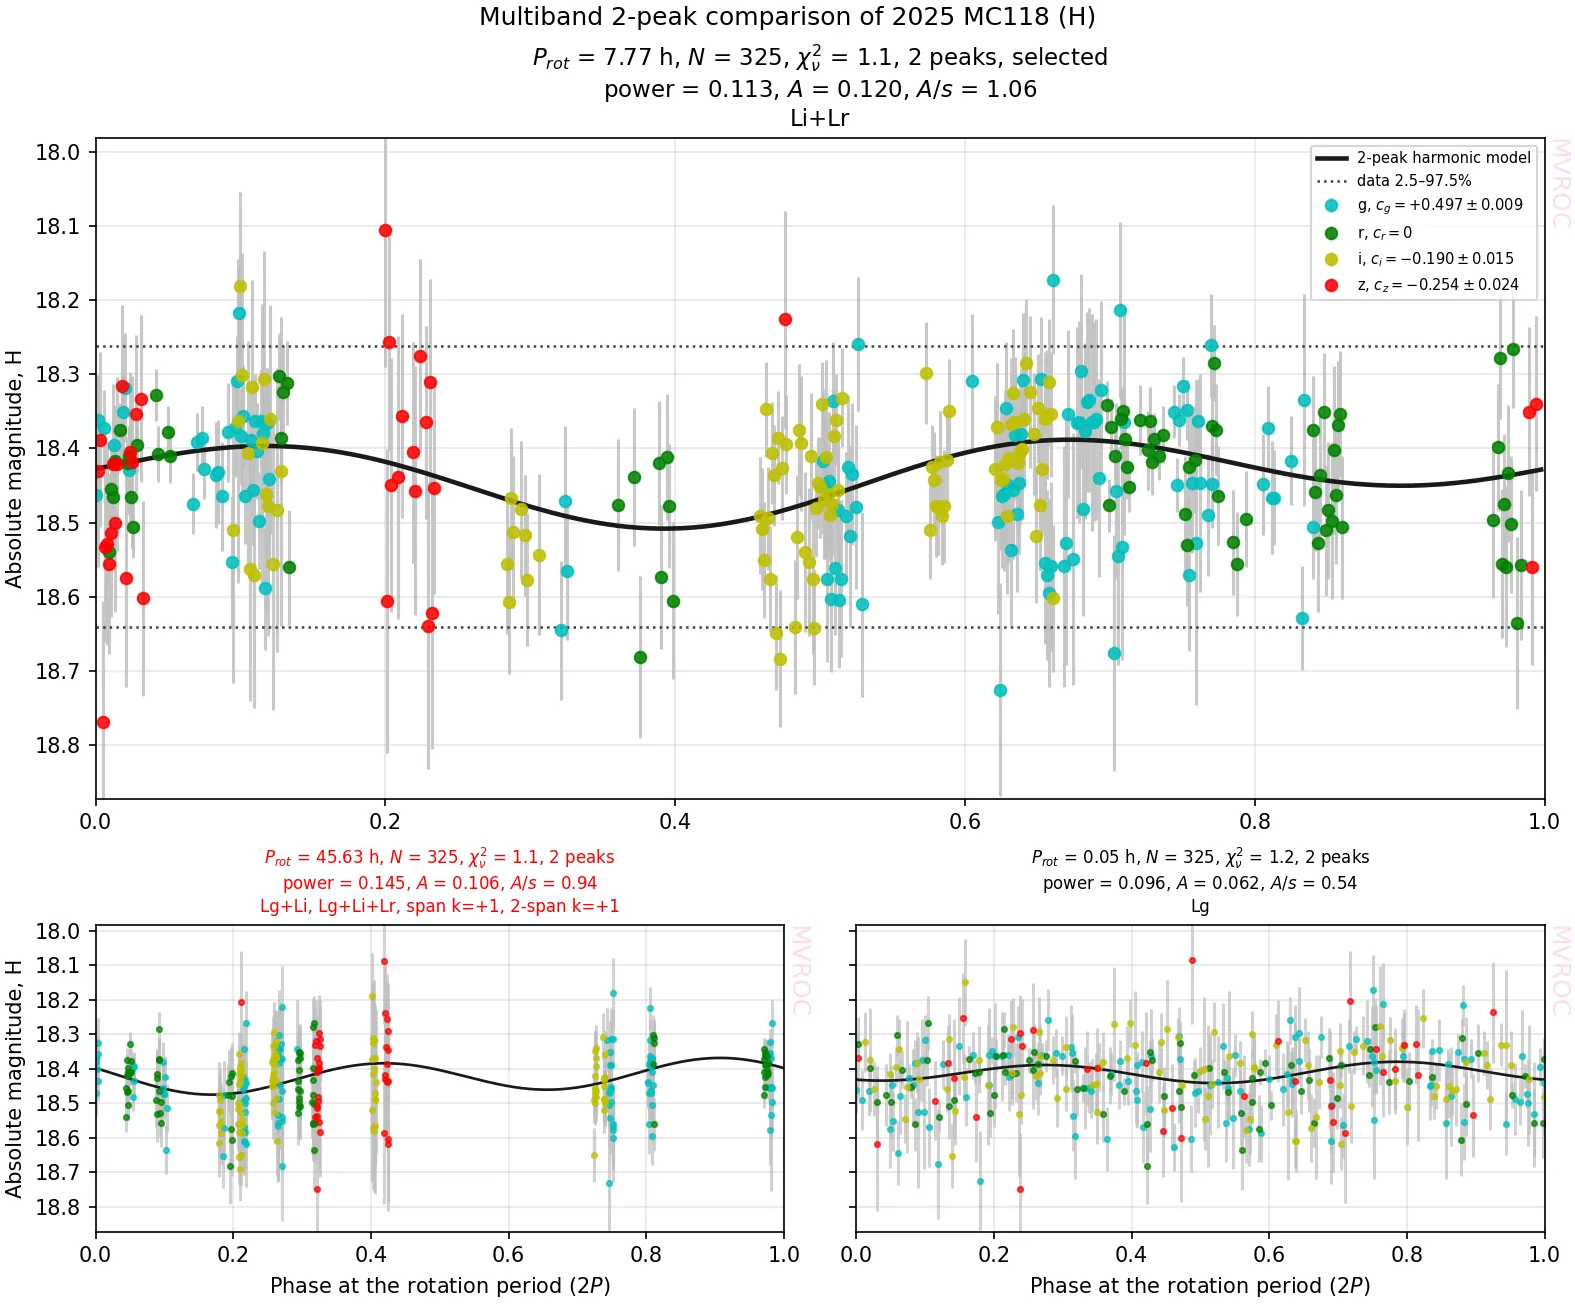 Multiband 2-peak comparison of 2025 MC118 (H)
P_rot = 7.77 h, N = 325, χ²_ν = 1.1, 2 peaks, selected
power = 0.113, A = 0.120, A/s = 1.06
Li+Lr
2-peak harmonic model
data 2.5–97.5%
g, c_g = +0.497 ± 0.009
r, c_r = 0
i, c_i = −0.190 ± 0.015
z, c_z = −0.254 ± 0.024
MVROC
Absolute magnitude, H
18.0
18.1
18.2
18.3
18.4
18.5
18.6
18.7
18.8
0.0 0.2 0.4 0.6 0.8 1.0
P_rot = 45.63 h, N = 325, χ²_ν = 1.1, 2 peaks
power = 0.145, A = 0.106, A/s = 0.94
Lg+Li, Lg+Li+Lr, span k=+1, 2-span k=+1
MVROC
Absolute magnitude, H
18.0
18.1
18.2
18.3
18.4
18.5
18.6
18.7
18.8
0.0 0.2 0.4 0.6 0.8 1.0
Phase at the rotation period (2P)
P_rot = 0.05 h, N = 325, χ²_ν = 1.2, 2 peaks
power = 0.096, A = 0.062, A/s = 0.54
Lg
MVROC
0.0 0.2 0.4 0.6 0.8 1.0
Phase at the rotation period (2P)